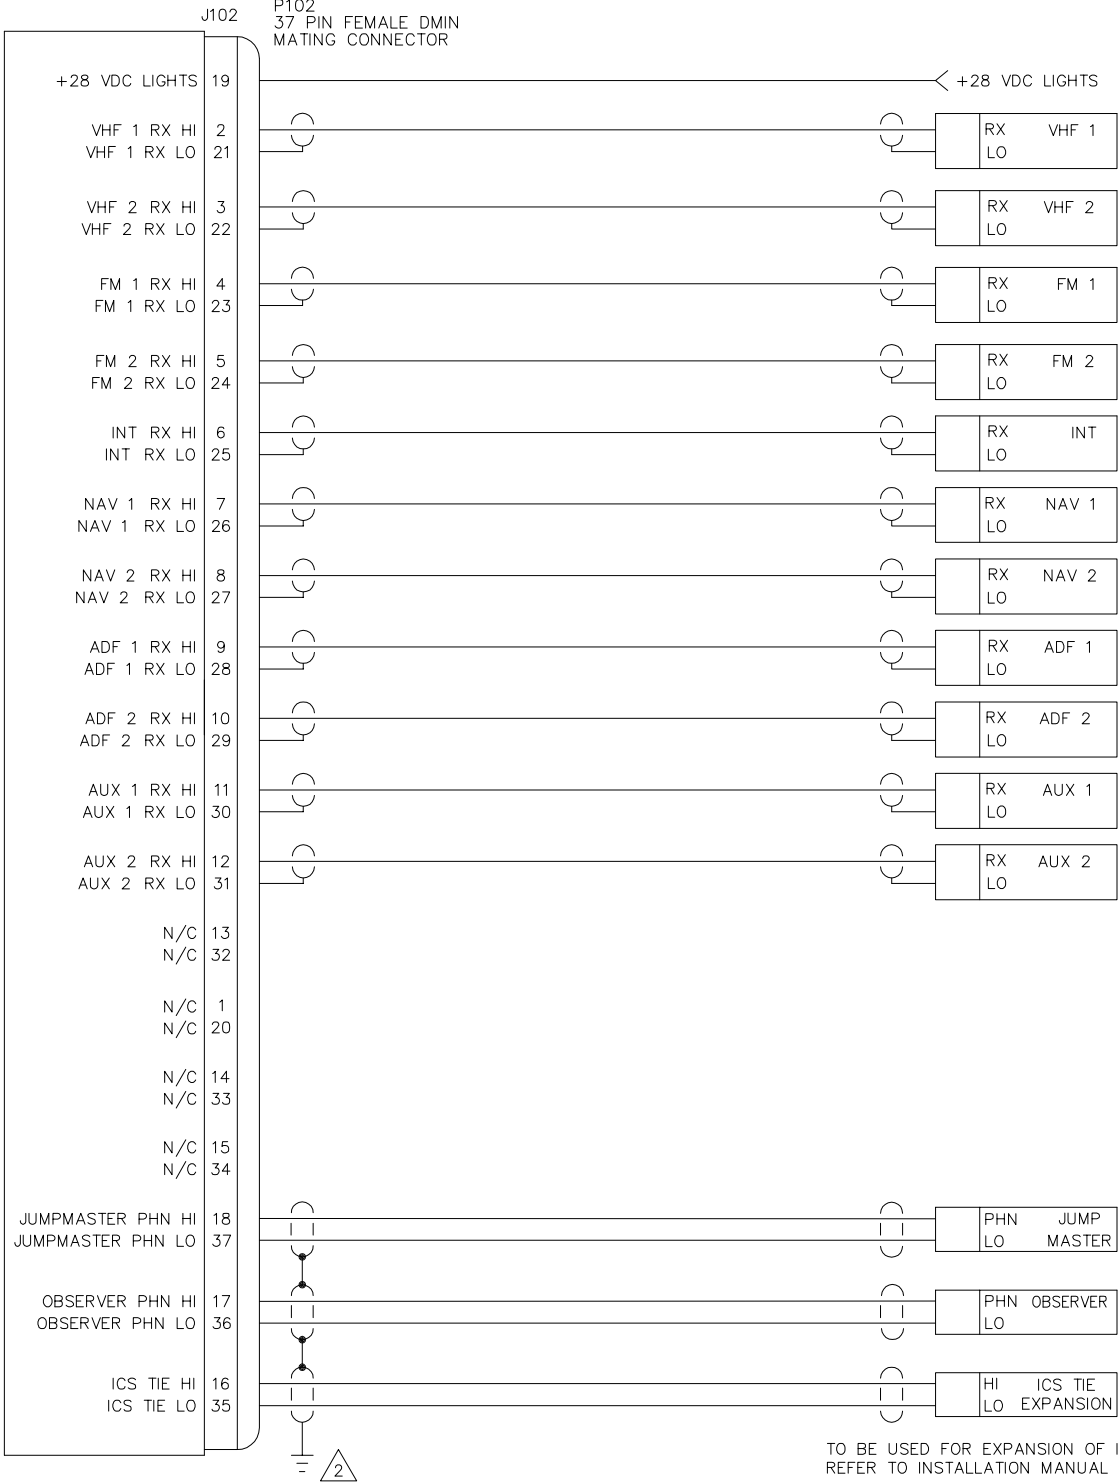 J102
P102
37 PIN FEMALE DMIN
MATING CONNECTOR
+28 VDC LIGHTS 19 +28 VDC LIGHTS
VHF 1 RX HI 2 RX VHF 1
VHF 1 RX LO 21 LO
VHF 2 RX HI 3 RX VHF 2
VHF 2 RX LO 22 LO
FM 1 RX HI 4 RX FM 1
FM 1 RX LO 23 LO
FM 2 RX HI 5 RX FM 2
FM 2 RX LO 24 LO
INT RX HI 6 RX INT
INT RX LO 25 LO
NAV 1 RX HI 7 RX NAV 1
NAV 1 RX LO 26 LO
NAV 2 RX HI 8 RX NAV 2
NAV 2 RX LO 27 LO
ADF 1 RX HI 9 RX ADF 1
ADF 1 RX LO 28 LO
ADF 2 RX HI 10 RX ADF 2
ADF 2 RX LO 29 LO
AUX 1 RX HI 11 RX AUX 1
AUX 1 RX LO 30 LO
AUX 2 RX HI 12 RX AUX 2
AUX 2 RX LO 31 LO
N/C 13
N/C 32
N/C 1
N/C 20
N/C 14
N/C 33
N/C 15
N/C 34
JUMPMASTER PHN HI 18 PHN JUMP
JUMPMASTER PHN LO 37 LO MASTER
OBSERVER PHN HI 17 PHN OBSERVER
OBSERVER PHN LO 36 LO
ICS TIE HI 16 HI ICS TIE
ICS TIE LO 35 LO EXPANSION
2
TO BE USED FOR EXPANSION OF
REFER TO INSTALLATION MANUAL